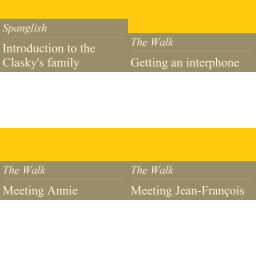 Spanglish
Introduction to the
Clasky's family
The Walk
Getting an interphone
The Walk
Meeting Annie
The Walk
Meeting Jean-François